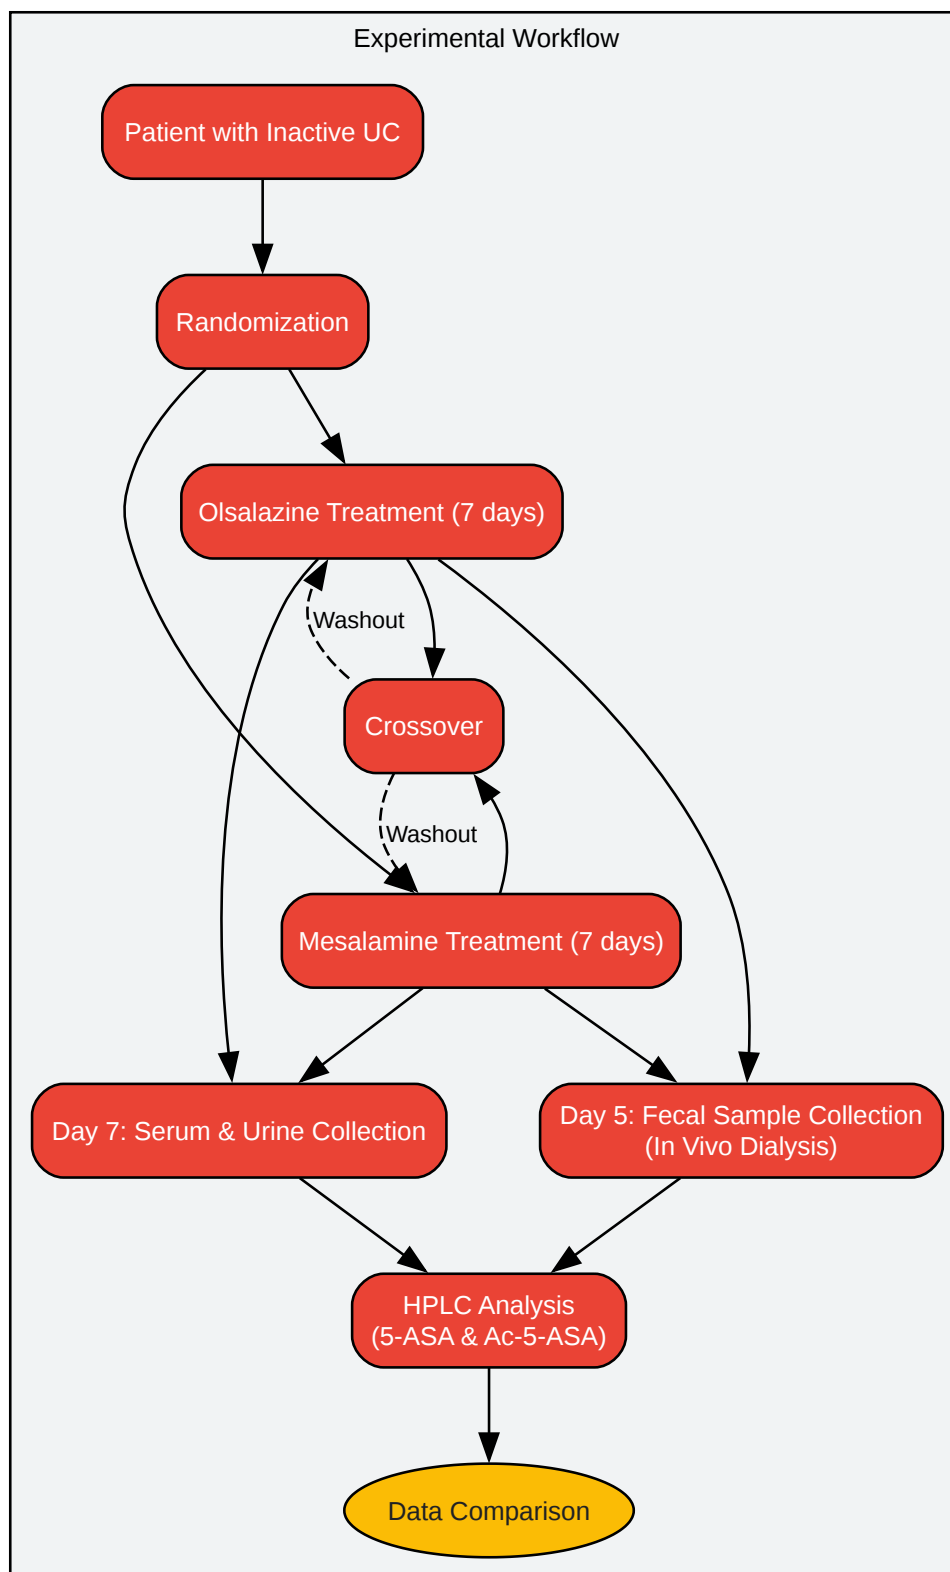 Experimental Workflow
Patient with Inactive UC
Randomization
Olsalazine Treatment (7 days)
Washout
Crossover
Washout
Mesalamine Treatment (7 days)
Day 7: Serum & Urine Collection
Day 5: Fecal Sample Collection
(In Vivo Dialysis)
HPLC Analysis
(5-ASA & Ac-5-ASA)
Data Comparison